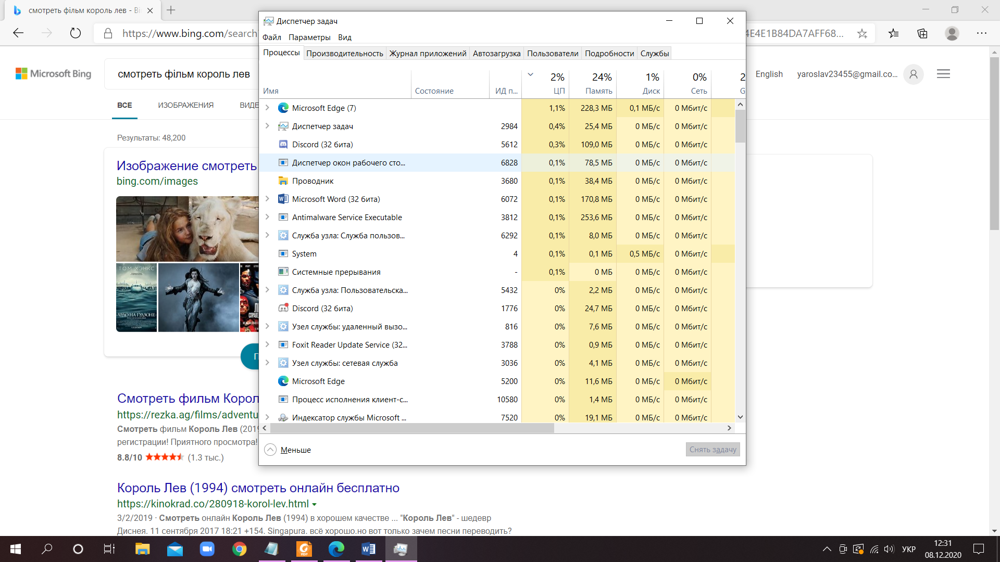 смотреть фільм король лев - Bi
https://www.bing.com/search
4E4E1B84DA7AFF68...
Microsoft Bing
смотреть фільм король лев
English
yaroslav23455@gmail.co...
ВСЕ
ИЗОБРАЖЕНИЯ
ВИДЕ
Результаты: 48,200
Изображение смотреть
bing.com/images
ТОМ ХЭНКС
ЧУДО НА ГУДЗОНЕ
Смотреть фильм Корол
https://rezka.ag/films/adventu
Смотреть фильм Король Лев (2019
регистрации! Приятного просмотра!
8.8/10 (1.3 тыс.)
Король Лев (1994) смотреть онлайн бесплатно
https://kinokrad.co/280918-korol-lev.html
3/2/2019 · Смотреть онлайн Король Лев (1994) в хорошем качестве ... "Король Лев" - шедевр
Диснея. 11 сентября 2017 18:21 +154. Singapura. всё хорошо.но вот только зачем песни переводить?
Диспетчер задач
Файл Параметры Вид
Процессы Производительность Журнал приложений Автозагрузка Пользователи Подробности Службы
2% 24% 1% 0% 2
Имя Состояние ИД п... ЦП Память Диск Сеть G
Microsoft Edge (7) 1,1% 228,3 МБ 0,1 МБ/с 0 Мбит/с
Диспетчер задач 2984 0,4% 25,4 МБ 0 МБ/с 0 Мбит/с
Discord (32 бита) 5612 0,3% 109,0 МБ 0 МБ/с 0 Мбит/с
Диспетчер окон рабочего сто... 6828 0,1% 78,5 МБ 0 МБ/с 0 Мбит/с
Проводник 3680 0,1% 38,4 МБ 0 МБ/с 0 Мбит/с
Microsoft Word (32 бита) 6072 0,1% 170,8 МБ 0 МБ/с 0 Мбит/с
Antimalware Service Executable 3812 0,1% 253,6 МБ 0 МБ/с 0 Мбит/с
Служба узла: Служба пользов... 6292 0,1% 8,0 МБ 0 МБ/с 0 Мбит/с
System 4 0,1% 0,1 МБ 0,5 МБ/с 0 Мбит/с
Системные прерывания - 0,1% 0 МБ 0 МБ/с 0 Мбит/с
Служба узла: Пользовательска... 5432 0% 2,2 МБ 0 МБ/с 0 Мбит/с
Discord (32 бита) 1776 0% 24,7 МБ 0 МБ/с 0 Мбит/с
Узел службы: удаленный вызо... 816 0% 7,6 МБ 0 МБ/с 0 Мбит/с
Foxit Reader Update Service (32... 3788 0% 0,9 МБ 0 МБ/с 0 Мбит/с
Узел службы: сетевая служба 3036 0% 4,1 МБ 0 МБ/с 0 Мбит/с
Microsoft Edge 5200 0% 11,6 МБ 0 МБ/с 0 Мбит/с
Процесс исполнения клиент-с... 10580 0% 1,4 МБ 0 МБ/с 0 Мбит/с
Индексатор службы Microsoft ... 7520 0% 19,1 МБ 0 МБ/с 0 Мбит/с
Меньше
Снять задачу
УКР
12:31
08.12.2020